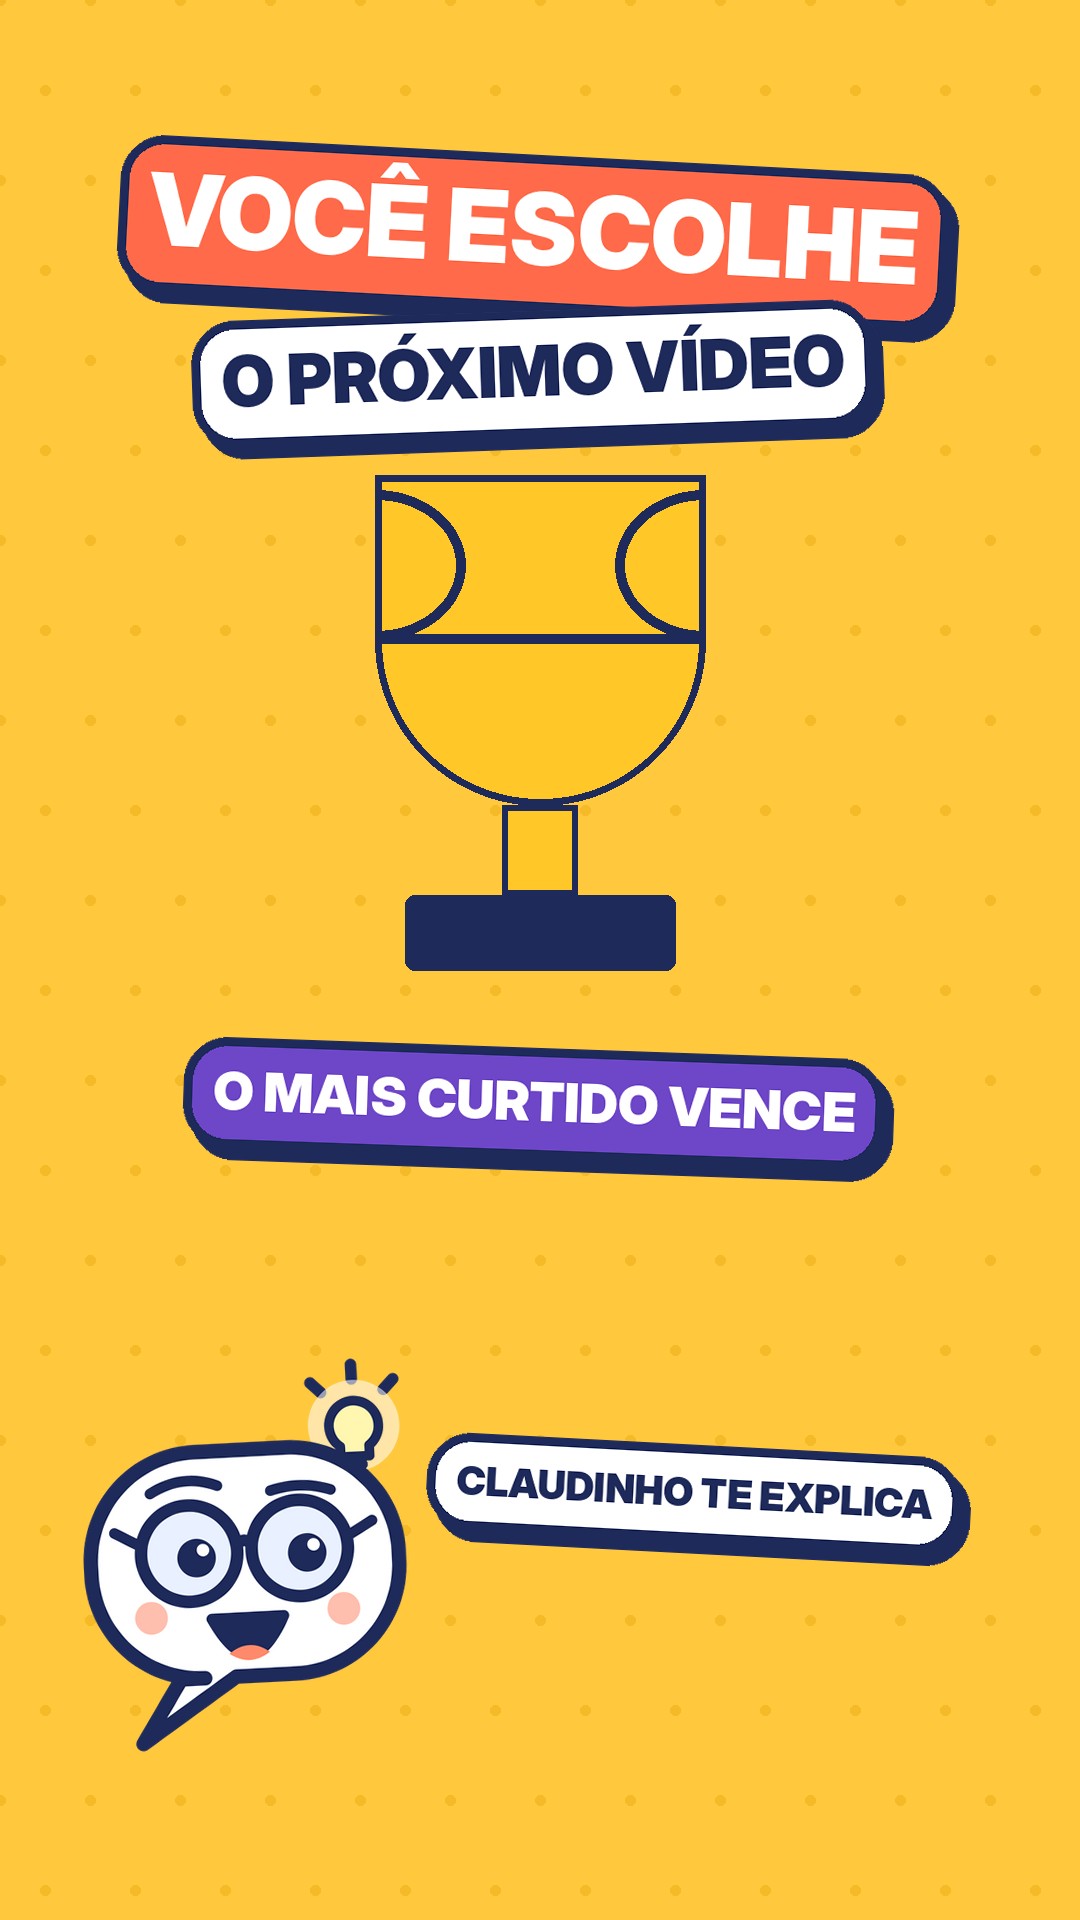 VOCÊ ESCOLHE
O PRÓXIMO VÍDEO
O MAIS CURTIDO VENCE
CLAUDINHO TE EXPLICA